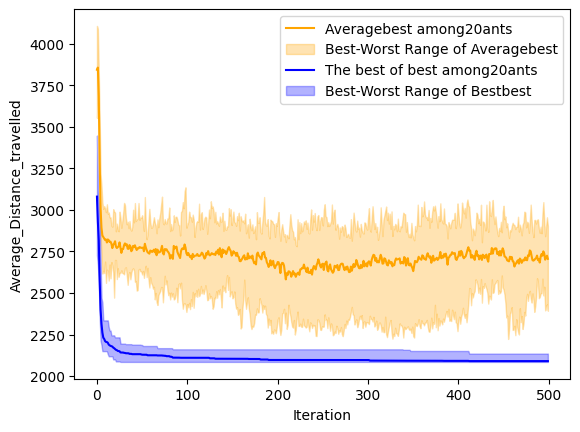 Averagebest among20ants
Best-Worst Range of Averagebest
The best of best among20ants
Best-Worst Range of Bestbest
Average_Distance_travelled
4000
3750
3500
3250
3000
2750
2500
2250
2000
0 100 200 300 400 500
Iteration